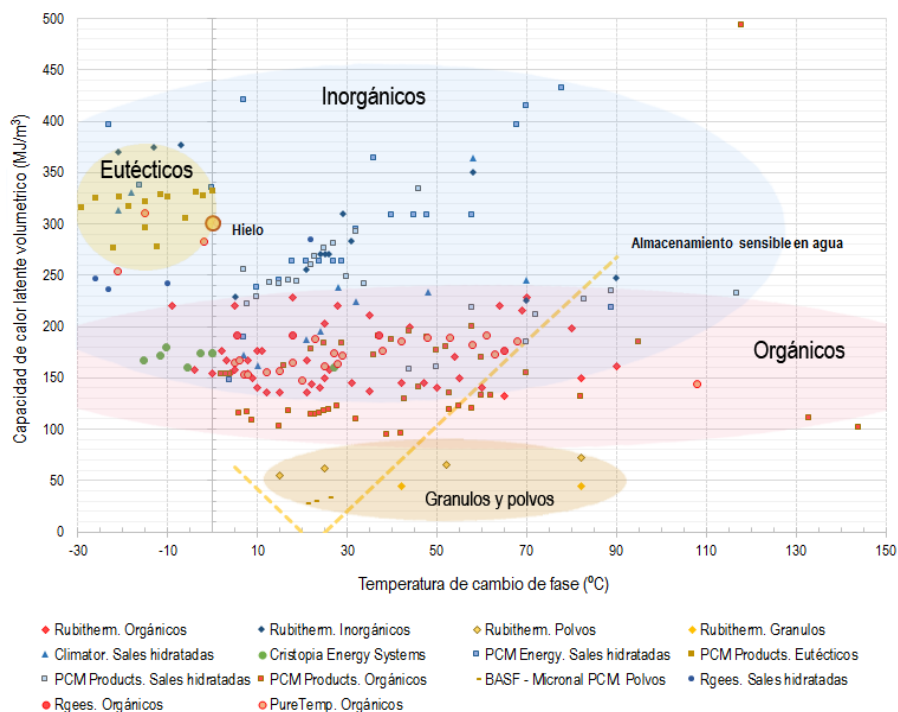 500
450
400
350
300
250
200
150
100
50
0
Capacidad de calor latente volumetrico (MJ/m³)
Inorgánicos
Eutécticos
Hielo
Almacenamiento sensible en agua
Orgánicos
Granulos y polvos
-30 -10 10 30 50 70 90 110 130 150
Temperatura de cambio de fase (ºC)
Rubitherm. Orgánicos Rubitherm. Inorgánicos Rubitherm. Polvos Rubitherm. Granulos
Climator. Sales hidratadas Cristopia Energy Systems PCM Energy. Sales hidratadas PCM Products. Eutécticos
PCM Products. Sales hidratadas PCM Products. Orgánicos BASF - Micronal PCM. Polvos Rgees. Sales hidratadas
Rgees. Orgánicos PureTemp. Orgánicos